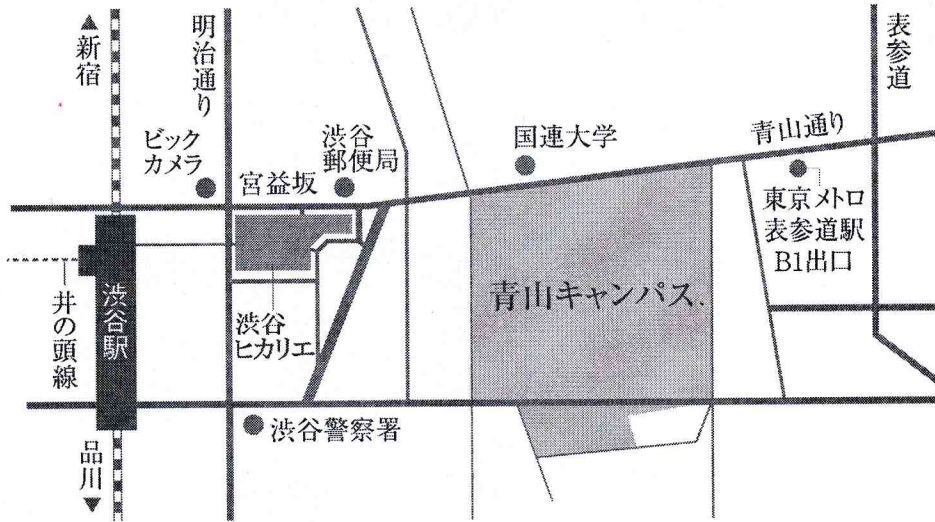 ▲新宿
明治通り
表参道
ビック
カメラ
宮益坂
渋谷
郵便局
国連大学
青山通り
東京メトロ
表参道駅
B1出口
井の頭線
渋谷駅
渋谷
ヒカリエ
青山キャンパス
渋谷警察署
品川▼